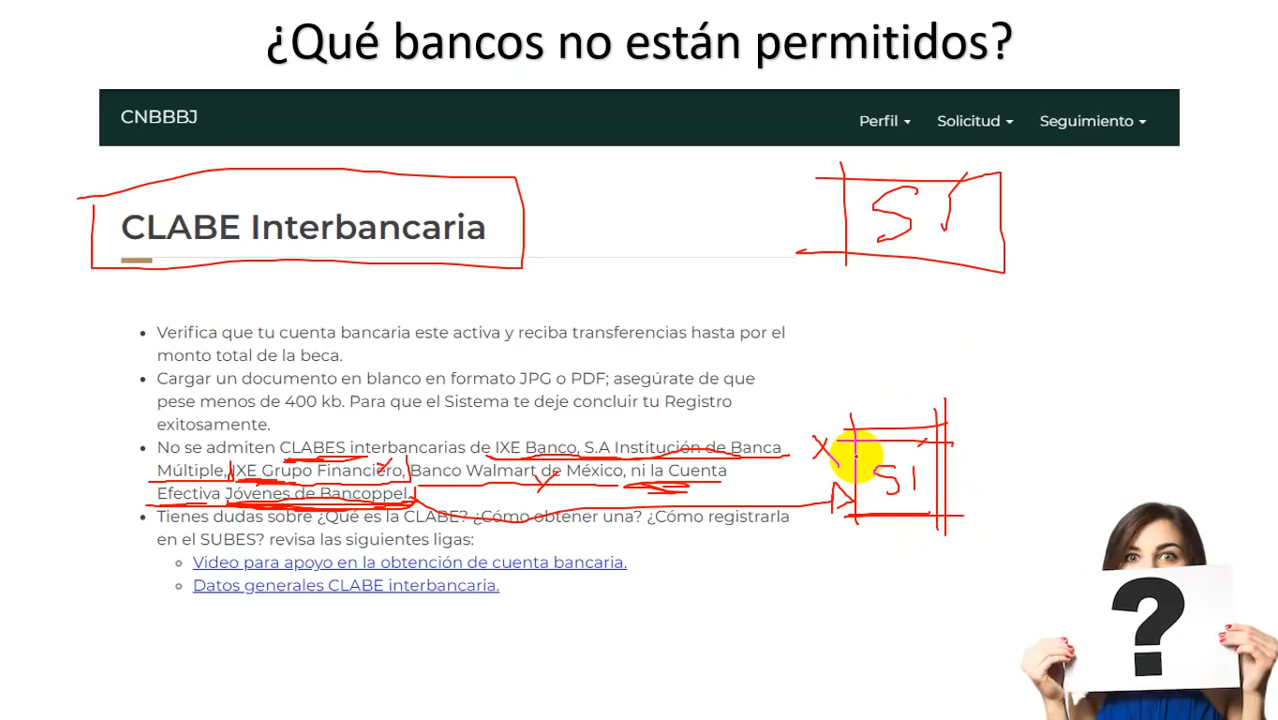 ¿Qué bancos no están permitidos?
CNBBBJ
Perfil
Solicitud
Seguimiento
CLABE Interbancaria
SI
Verifica que tu cuenta bancaria este activa y reciba transferencias hasta por el
monto total de la beca.
Cargar un documento en blanco en formato JPG o PDF; asegúrate de que
pese menos de 400 kb. Para que el Sistema te deje concluir tu Registro
exitosamente.
No se admiten CLABES interbancarias de IXE Banco, S.A Institución de Banca
Múltiple, IXE Grupo Financiero, Banco Walmart de México, ni la Cuenta
Efectiva Jóvenes de Bancoppel.
X
SI
Tienes dudas sobre ¿Qué es la CLABE? ¿Cómo obtener una? ¿Cómo registrarla
en el SUBES? revisa las siguientes ligas:
Video para apoyo en la obtención de cuenta bancaria.
Datos generales CLABE interbancaria.
?